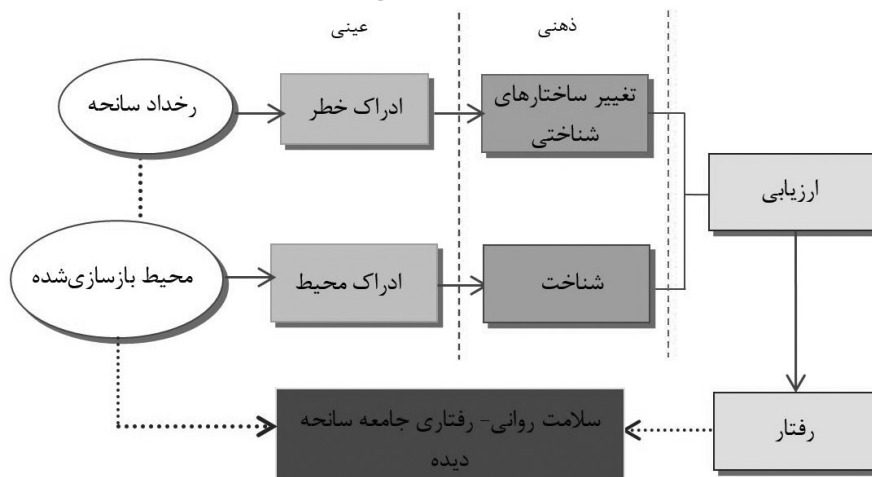 عینی
ذهنی
رخداد سانحه
ادراک خطر
تغییر ساختارهای
شناختی
ارزیابی
محیط بازسازی‌شده
ادراک محیط
شناخت
سلامت روانی- رفتاری جامعه سانحه
دیده
رفتار